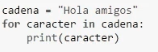 cadena = "Hola amigos"
for caracter in cadena:
    print(caracter)